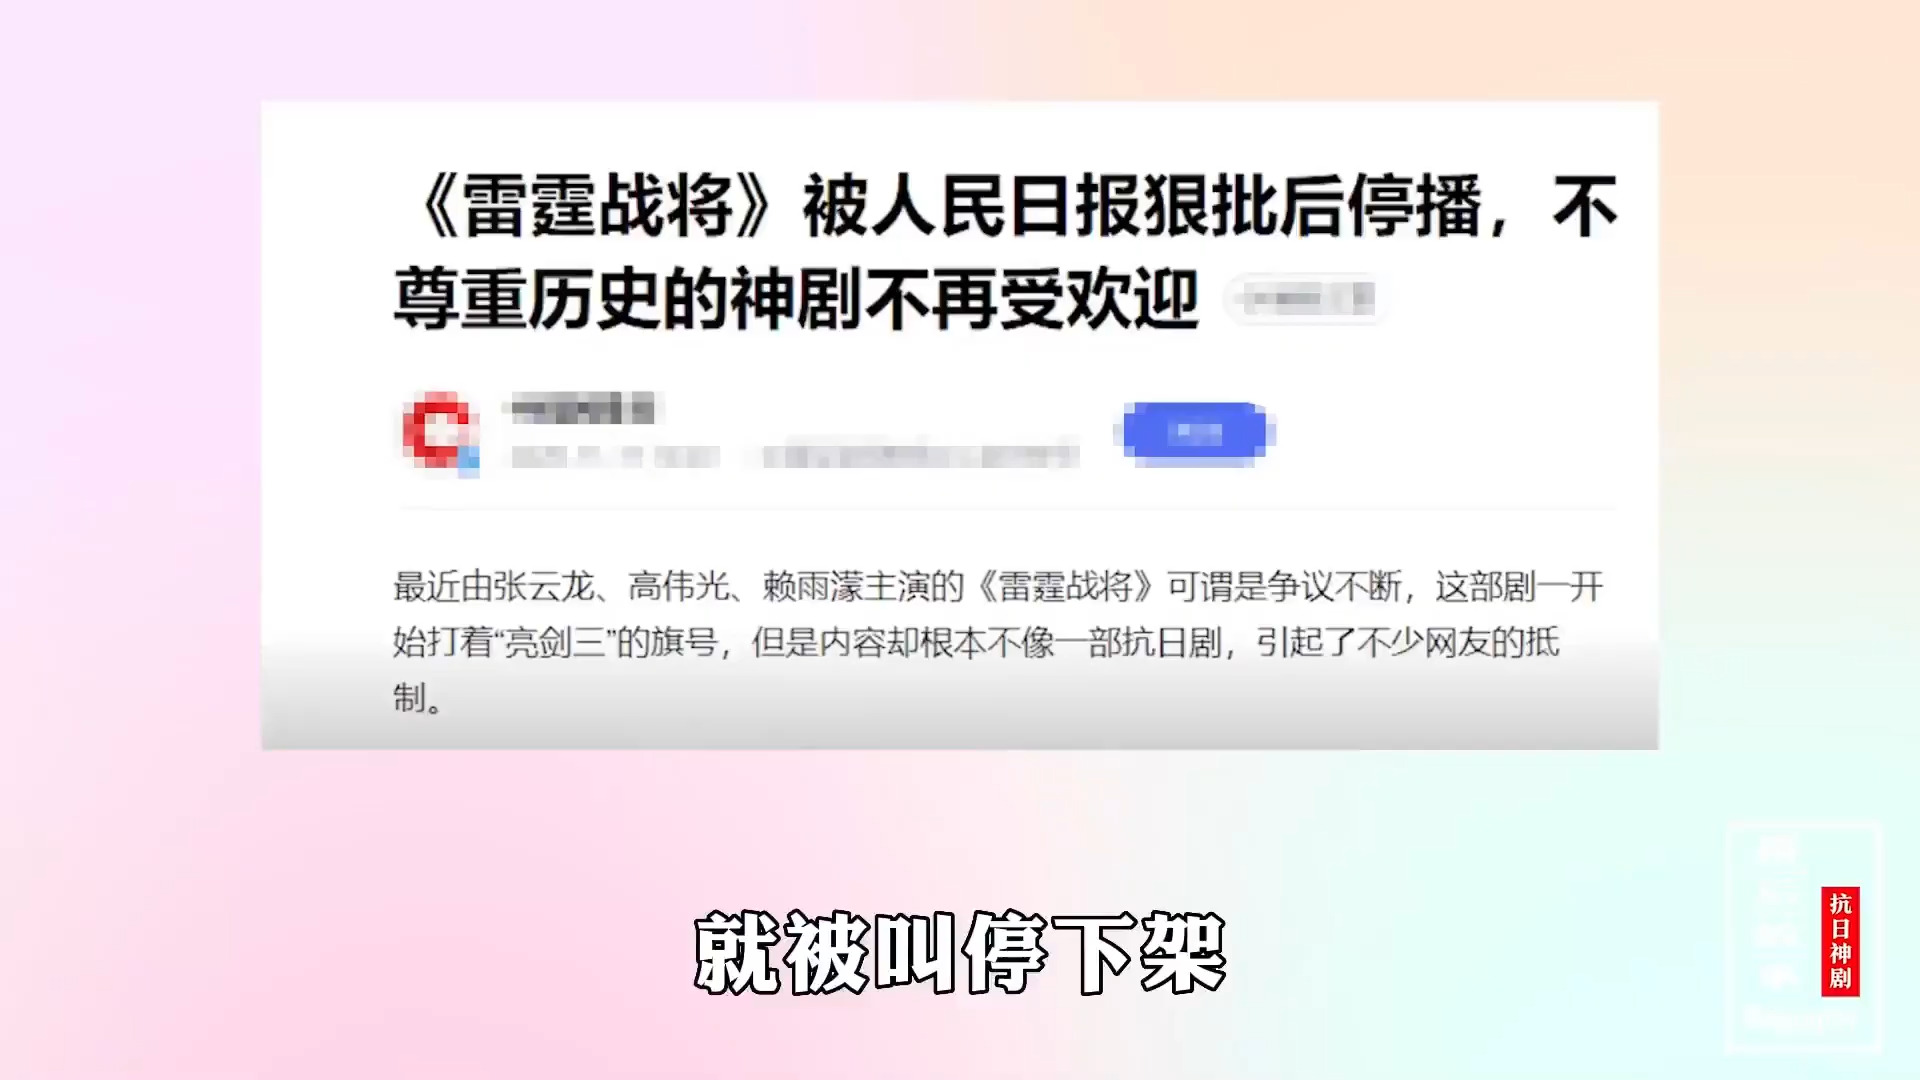 《雷霆战将》被人民日报狠批后停播，不
尊重历史的神剧不再受欢迎
最近由张云龙、高伟光、赖雨濛主演的《雷霆战将》可谓是争议不断，这部剧一开
始打着“亮剑三”的旗号，但是内容却根本不像一部抗日剧，引起了不少网友的抵
制。
就被叫停下架
抗日神剧